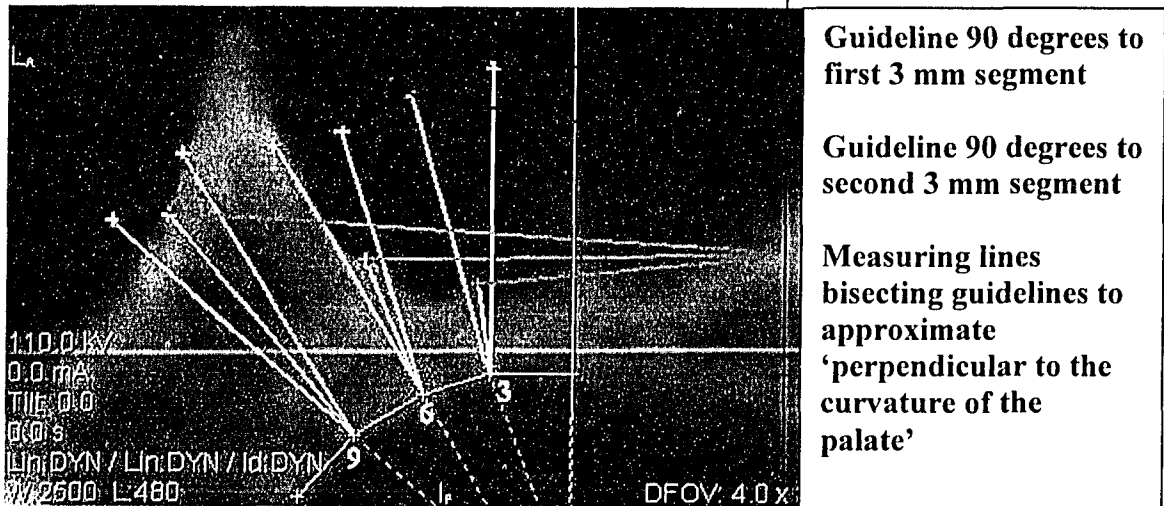 L
110.0 kV
0.0 mA
Tilt: 0.0
0.0 s
Lin:DYN / Lin:DYN / Id:DYN
W:2500 L:480
9
6
3
DFOV: 4.0 x
Guideline 90 degrees to
first 3 mm segment
Guideline 90 degrees to
second 3 mm segment
Measuring lines
bisecting guidelines to
approximate
‘perpendicular to the
curvature of the
palate’